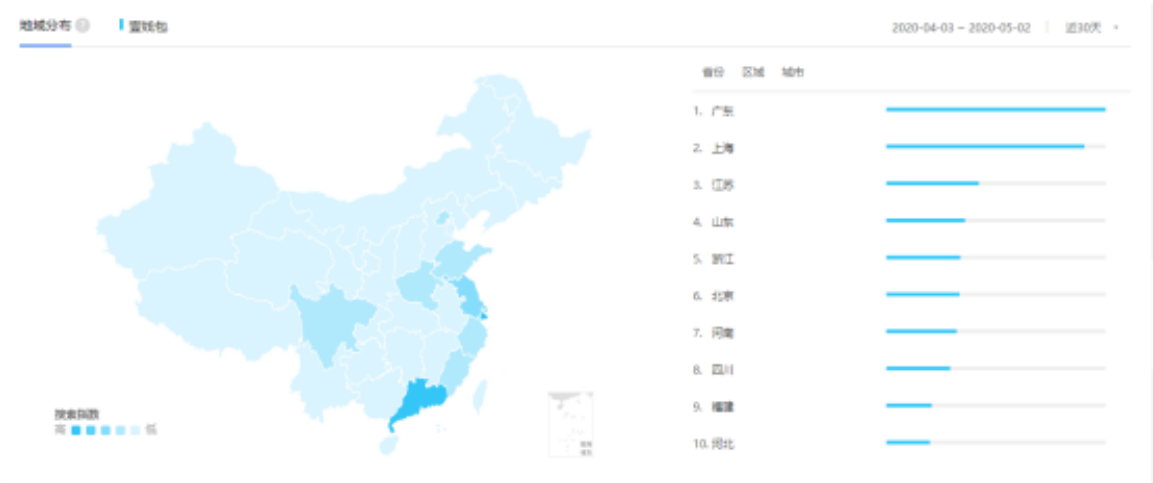 地域分布
壹钱包
2020-04-03 ~ 2020-05-02 近30天
省份 区域 城市
1. 广东
2. 上海
3. 江苏
4. 山东
5. 浙江
6. 北京
7. 河南
8. 四川
9. 福建
10. 河北
搜索指数
高 低